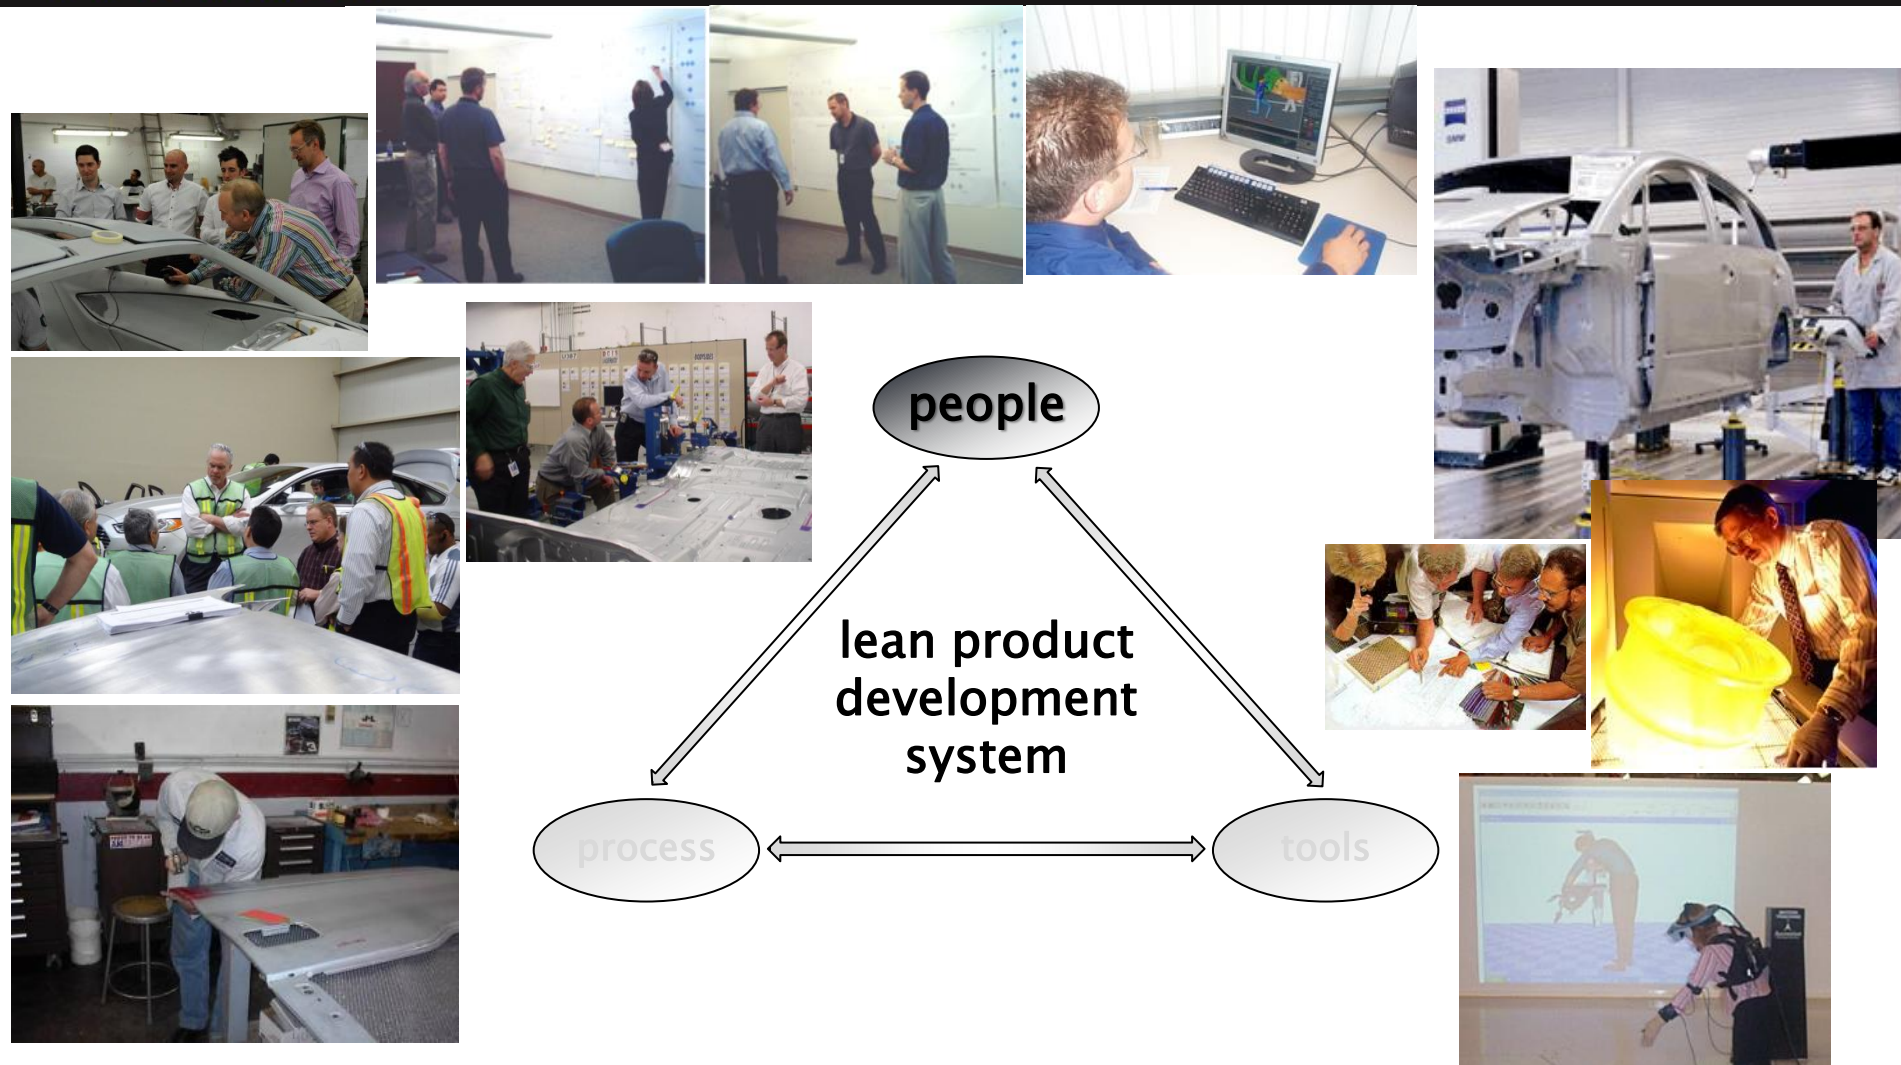 people
lean product
development
system
process
tools